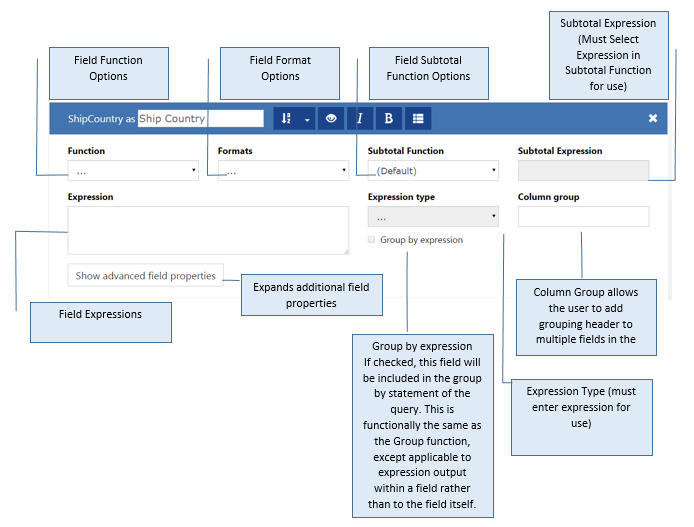 Subtotal Expression
(Must Select
Expression in
Subtotal Function
for use)
Field Function
Options
Field Format
Options
Field Subtotal
Function Options
ShipCountry as Ship Country
I
B
Function
Formats
Subtotal Function
Subtotal Expression
...
...
(Default)
Expression
Expression type
Column group
...
Group by expression
Show advanced field properties
Expands additional field
properties
Field Expressions
Column Group allows
the user to add
grouping header to
multiple fields in the
Group by expression
If checked, this field will
be included in the group
by statement of the
query. This is
functionally the same as
the Group function,
except applicable to
expression output
within a field rather
than to the field itself.
Expression Type (must
enter expression for
use)